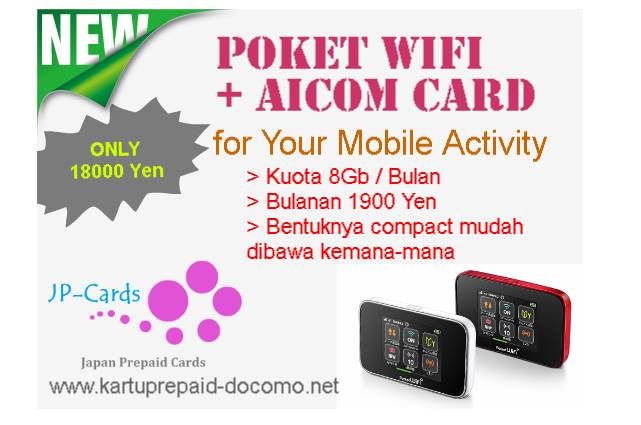 NEW
POKET WIFI
+ AICOM CARD
for Your Mobile Activity
ONLY
18000 Yen
> Kuota 8Gb / Bulan
> Bulanan 1900 Yen
> Bentuknya compact mudah
dibawa kemana-mana
JP-Cards
Japan Prepaid Cards
www.kartuprepaid-docomo.net